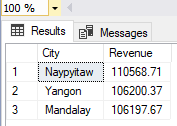 100 %
Results Messages
City Revenue
1 Naypyitaw 110568.71
2 Yangon 106200.37
3 Mandalay 106197.67